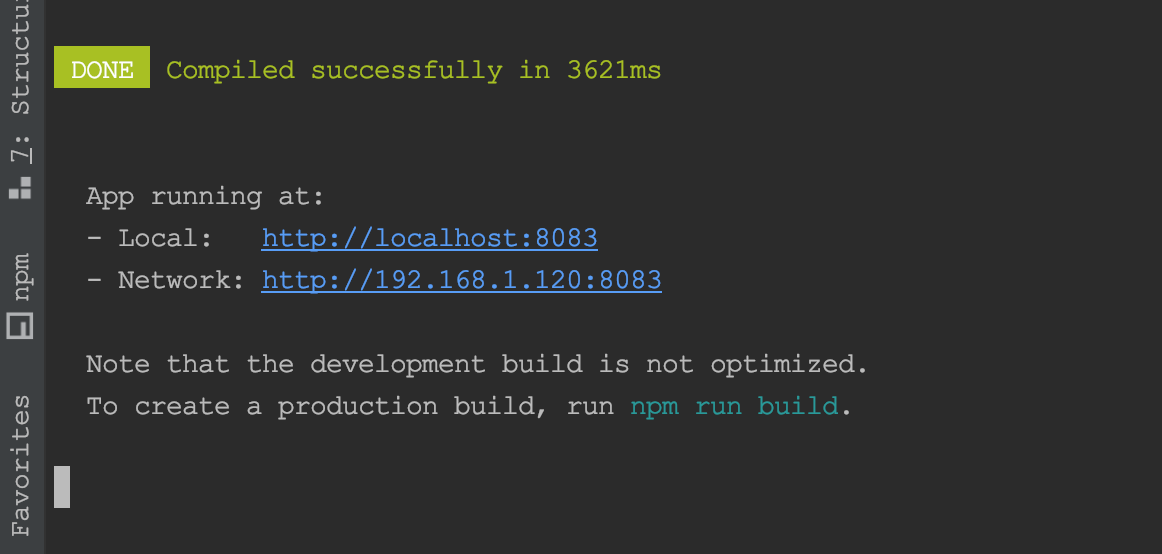 DONE Compiled successfully in 3621ms
App running at:
- Local: http://localhost:8083
- Network: http://192.168.1.120:8083
Note that the development build is not optimized.
To create a production build, run npm run build.
7:
npm
Favorites